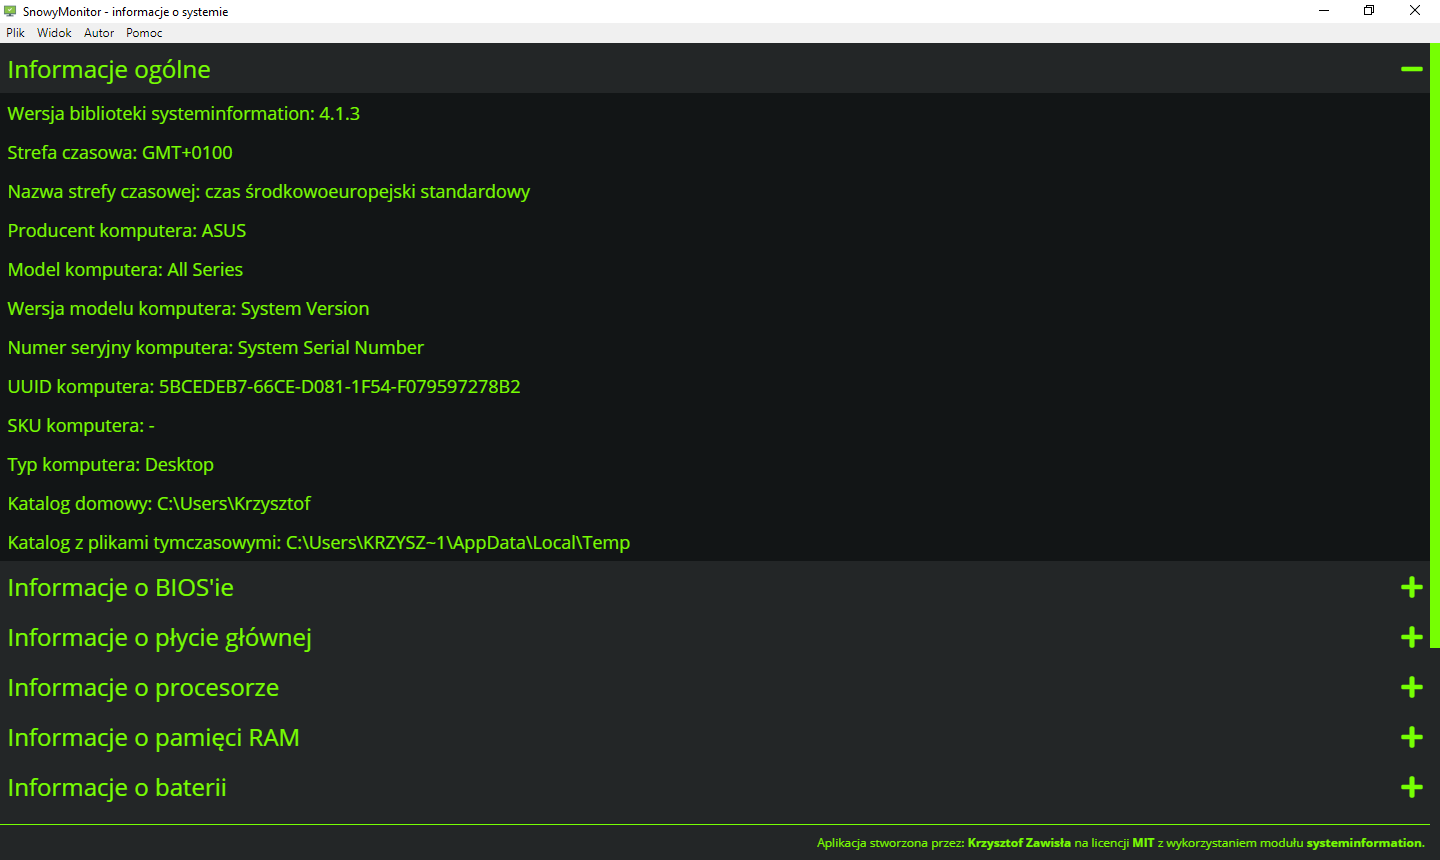 SnowyMonitor - informacje o systemie
Plik Widok Autor Pomoc
Informacje ogólne
Wersja biblioteki systeminformation: 4.1.3
Strefa czasowa: GMT+0100
Nazwa strefy czasowej: czas środkowoeuropejski standardowy
Producent komputera: ASUS
Model komputera: All Series
Wersja modelu komputera: System Version
Numer seryjny komputera: System Serial Number
UUID komputera: 5BCEDEB7-66CE-D081-1F54-F079597278B2
SKU komputera: -
Typ komputera: Desktop
Katalog domowy: C:\Users\Krzysztof
Katalog z plikami tymczasowymi: C:\Users\KRZYSZ~1\AppData\Local\Temp
Informacje o BIOS'ie
Informacje o płycie głównej
Informacje o procesorze
Informacje o pamięci RAM
Informacje o baterii
Aplikacja stworzona przez: Krzysztof Zawisła na licencji MIT z wykorzystaniem modułu systeminformation.